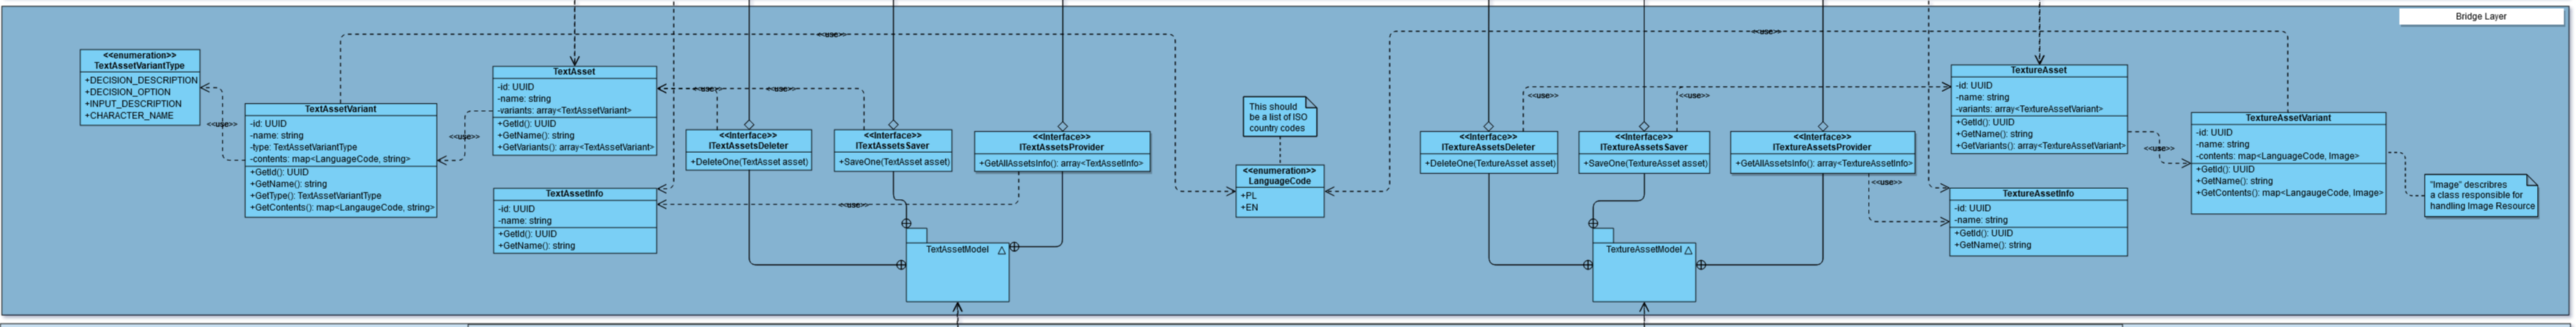 Bridge Layer
<<use>>
<<use>>
<<enumeration>>
TextAssetVariantType
+DECISION_DESCRIPTION
+DECISION_OPTION
+INPUT_DESCRIPTION
+CHARACTER_NAME
<<use>>
TextAssetVariant
-id: UUID
-name: string
-type: TextAssetVariantType
-contents: map<LanguageCode, string>
+GetId(): UUID
+GetName(): string
+GetType(): TextAssetVariantType
+GetContents(): map<LangaugeCode, string>
<<use>>
TextAsset
-id: UUID
-name: string
-variants: array<TextAssetVariant>
+GetId(): UUID
+GetName(): string
+GetVariants(): array<TextAssetVariant>
<<use>>
<<use>>
TextAssetInfo
-id: UUID
-name: string
+GetId(): UUID
+GetName(): string
<<Interface>>
ITextAssetsDeleter
+DeleteOne(TextAsset asset)
<<Interface>>
ITextAssetsSaver
+SaveOne(TextAsset asset)
<<Interface>>
ITextAssetsProvider
+GetAllAssetsInfo(): array<TextAssetInfo>
<<use>>
TextAssetModel
This should
be a list of ISO
country codes
<<enumeration>>
LanguageCode
+PL
+EN
<<use>>
<<use>>
<<Interface>>
ITextureAssetsDeleter
+DeleteOne(TextureAsset asset)
<<Interface>>
ITextureAssetsSaver
+SaveOne(TextureAsset asset)
<<Interface>>
ITextureAssetsProvider
+GetAllAssetsInfo(): array<TextureAssetInfo>
<<use>>
TextureAssetModel
TextureAsset
-id: UUID
-name: string
-variants: array<TextureAssetVariant>
+GetId(): UUID
+GetName(): string
+GetVariants(): array<TextureAssetVariant>
<<use>>
TextureAssetInfo
-id: UUID
-name: string
+GetId(): UUID
+GetName(): string
TextureAssetVariant
-id: UUID
-name: string
-contents: map<LanguageCode, Image>
+GetId(): UUID
+GetName(): string
+GetContents(): map<LangaugeCode, Image>
"Image" describres
a class responsible for
handling Image Resource